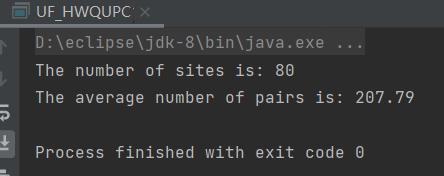 UF_HWQUPC
D:\eclipse\jdk-8\bin\java.exe ...
The number of sites is: 80
The average number of pairs is: 207.79
Process finished with exit code 0